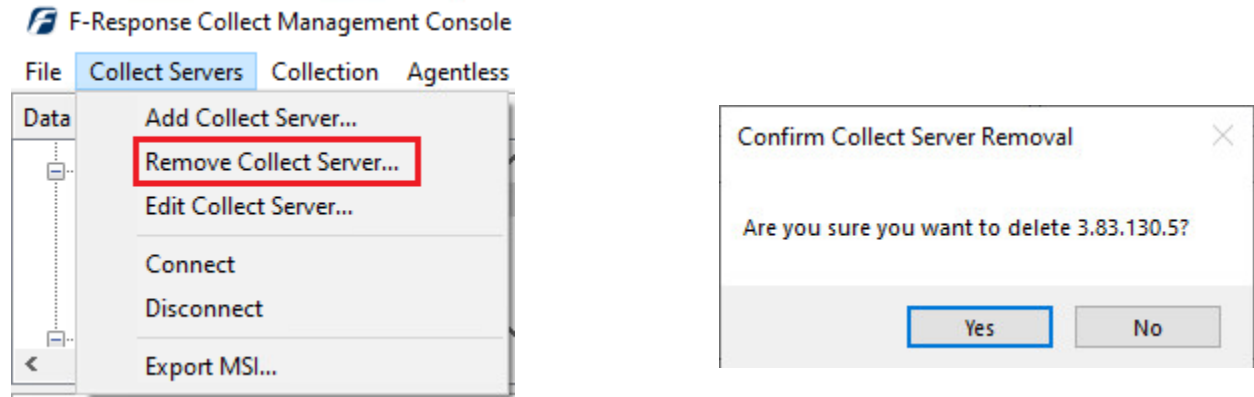 F-Response Collect Management Console
File Collect Servers Collection Agentless
Data
Add Collect Server...
Remove Collect Server...
Edit Collect Server...
Connect
Disconnect
Export MSI...
Confirm Collect Server Removal
Are you sure you want to delete 3.83.130.5?
Yes No